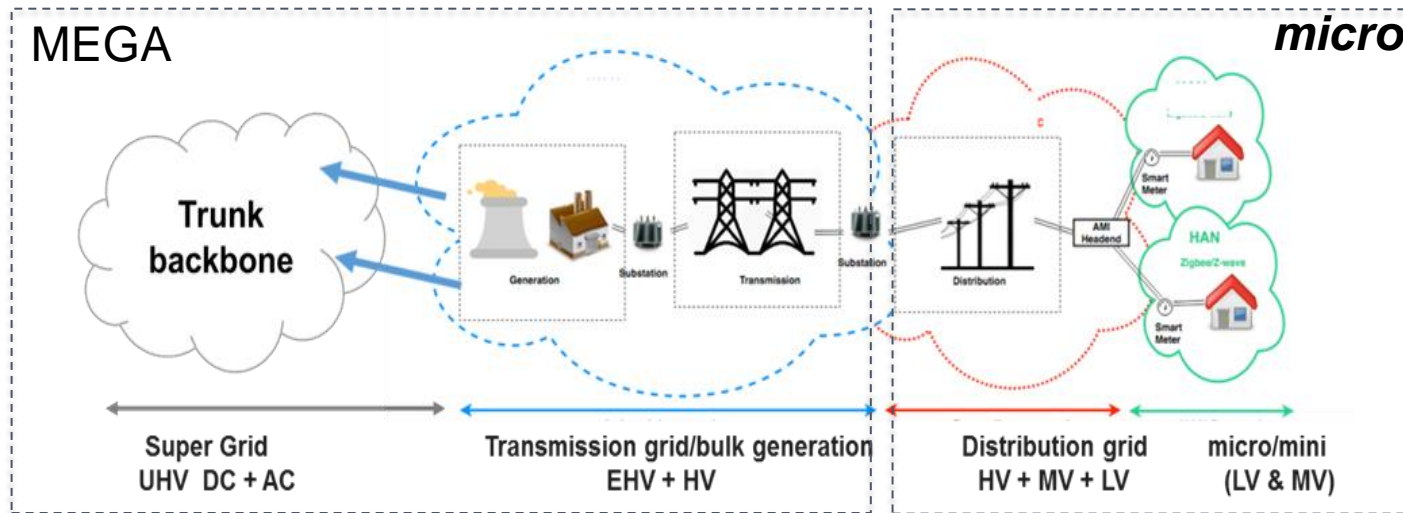 MEGA
micro
Trunk
backbone
Generation
Substation
Transmission
Substation
Distribution
AMI
Headend
Smart
Meter
HAN
Zigbee/Z-wave
Smart
Meter
Super Grid
UHV DC + AC
Transmission grid/bulk generation
EHV + HV
Distribution grid
HV + MV + LV
micro/mini
(LV & MV)